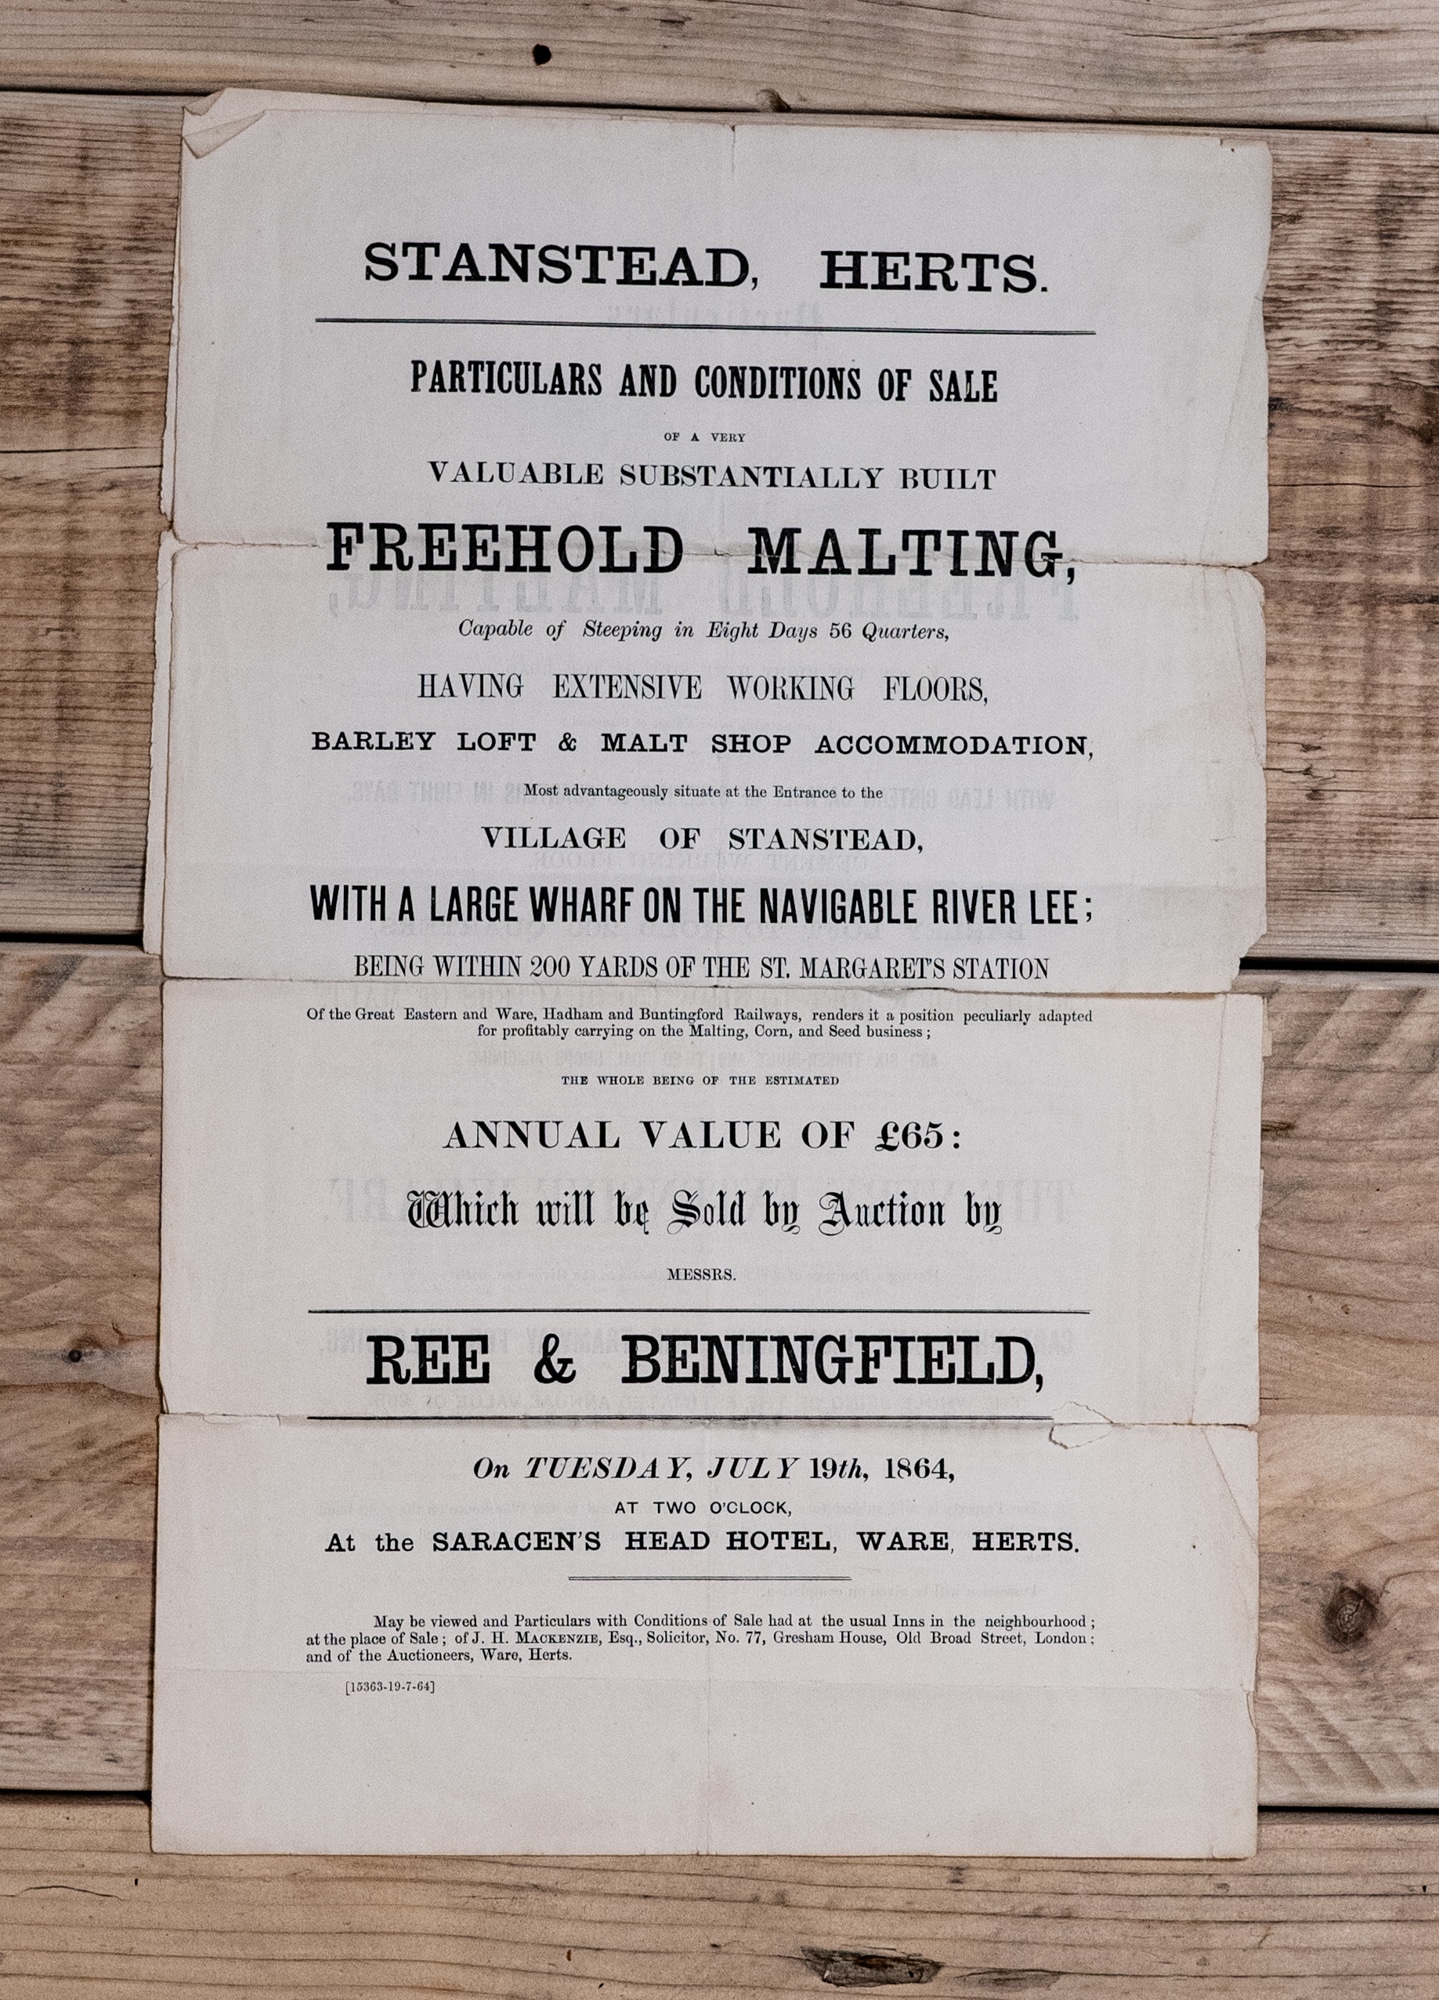 STANSTEAD, HERTS.
PARTICULARS AND CONDITIONS OF SALE
OF A VERY
VALUABLE SUBSTANTIALLY BUILT
FREEHOLD MALTING,
Capable of Steeping in Eight Days 56 Quarters,
HAVING EXTENSIVE WORKING FLOORS,
BARLEY LOFT & MALT SHOP ACCOMMODATION,
Most advantageously situate at the Entrance to the
VILLAGE OF STANSTEAD,
WITH A LARGE WHARF ON THE NAVIGABLE RIVER LEE;
BEING WITHIN 200 YARDS OF THE ST. MARGARET'S STATION
Of the Great Eastern and Ware, Hadham and Buntingford Railways, renders it a position peculiarly adapted
for profitably carrying on the Malting, Corn, and Seed business;
THE WHOLE BEING OF THE ESTIMATED
ANNUAL VALUE OF £65:
Which will be Sold by Auction by
MESSRS.
REE & BENINGFIELD,
On TUESDAY, JULY 19th, 1864,
AT TWO O'CLOCK,
At the SARACEN'S HEAD HOTEL, WARE, HERTS.
May be viewed and Particulars with Conditions of Sale had at the usual Inns in the neighbourhood;
at the place of Sale; of J. H. MACKENZIE, Esq., Solicitor, No. 77, Gresham House, Old Broad Street, London:
and of the Auctioneers, Ware, Herts.
[15363-19-7-64]